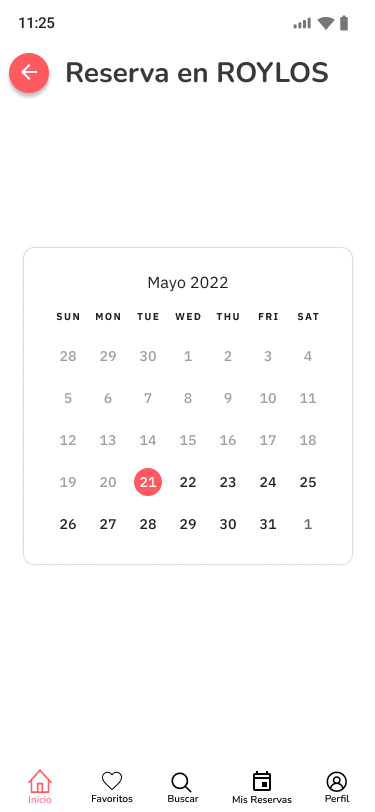 11:25
Reserva en ROYLOS
Mayo 2022
SUN MON TUE WED THU FRI SAT
28 29 30 1 2 3 4
5 6 7 8 9 10 11
12 13 14 15 16 17 18
19 20 21 22 23 24 25
26 27 28 29 30 31 1
Inicio Favoritos Buscar Mis Reservas Perfil